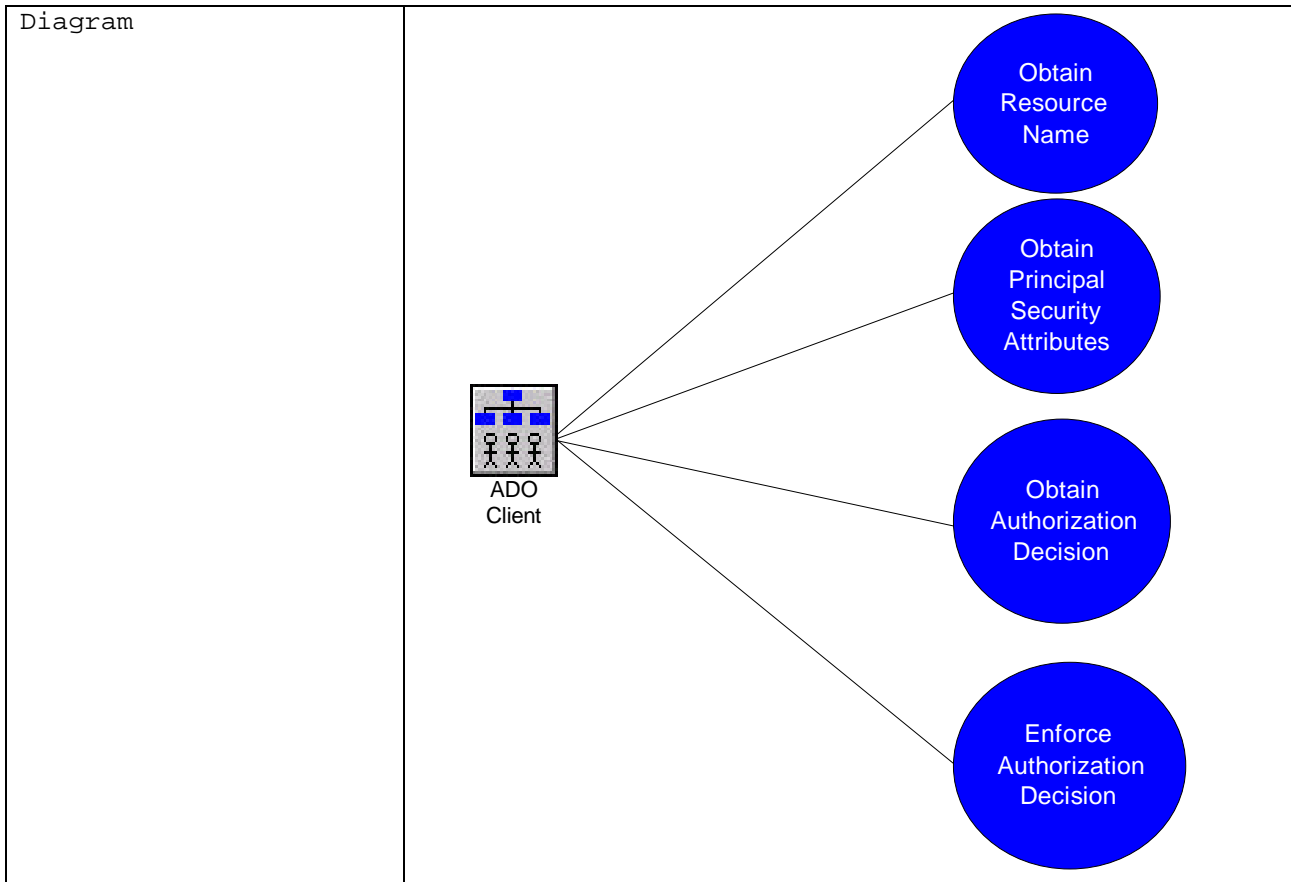 Diagram
Obtain
Resource
Name
Obtain
Principal
Security
Attributes
ADO
Client
Obtain
Authorization
Decision
Enforce
Authorization
Decision